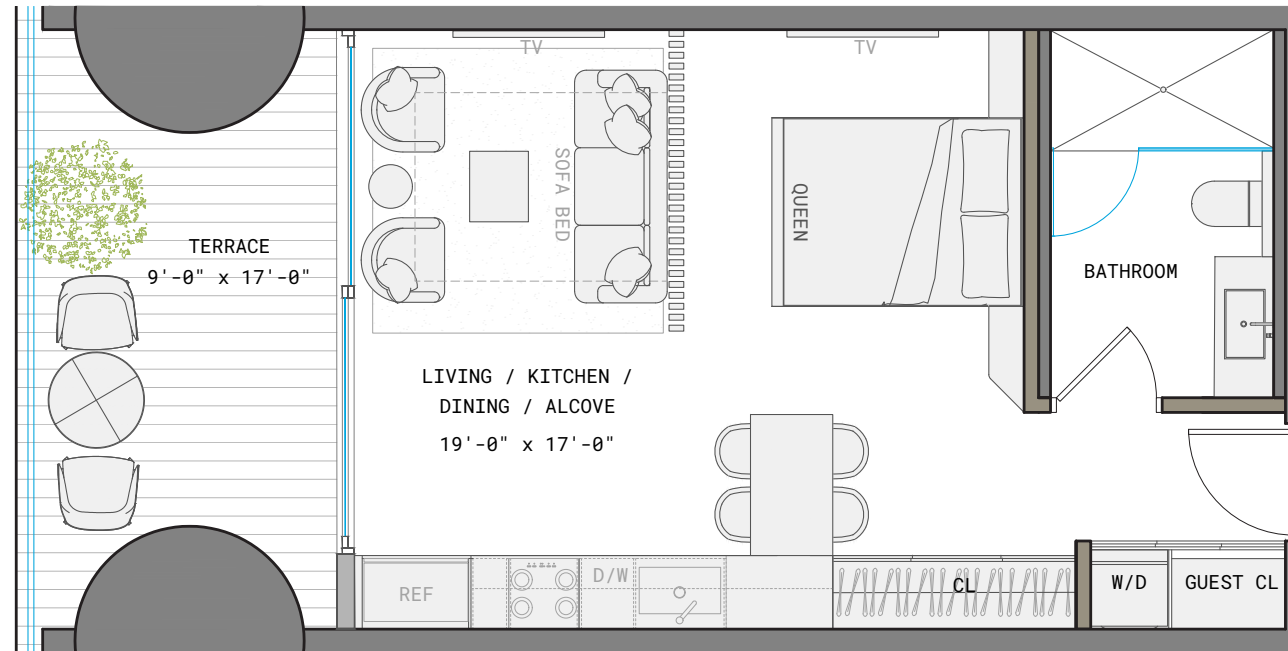 TV
TV
SOFA BED
QUEEN
TERRACE
9'-0" x 17'-0"
BATHROOM
LIVING / KITCHEN /
DINING / ALCOVE
19'-0" x 17'-0"
REF
D/W
CL
W/D
GUEST CL